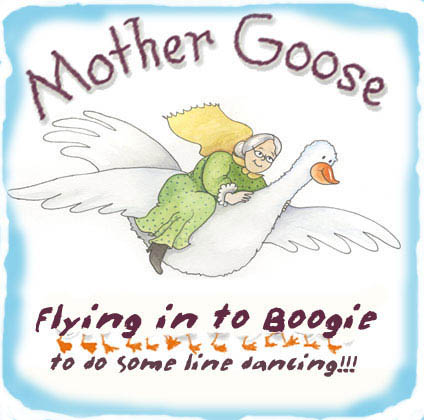 Mother Goose
Flying in to Boogie
to do some line dancing!!!